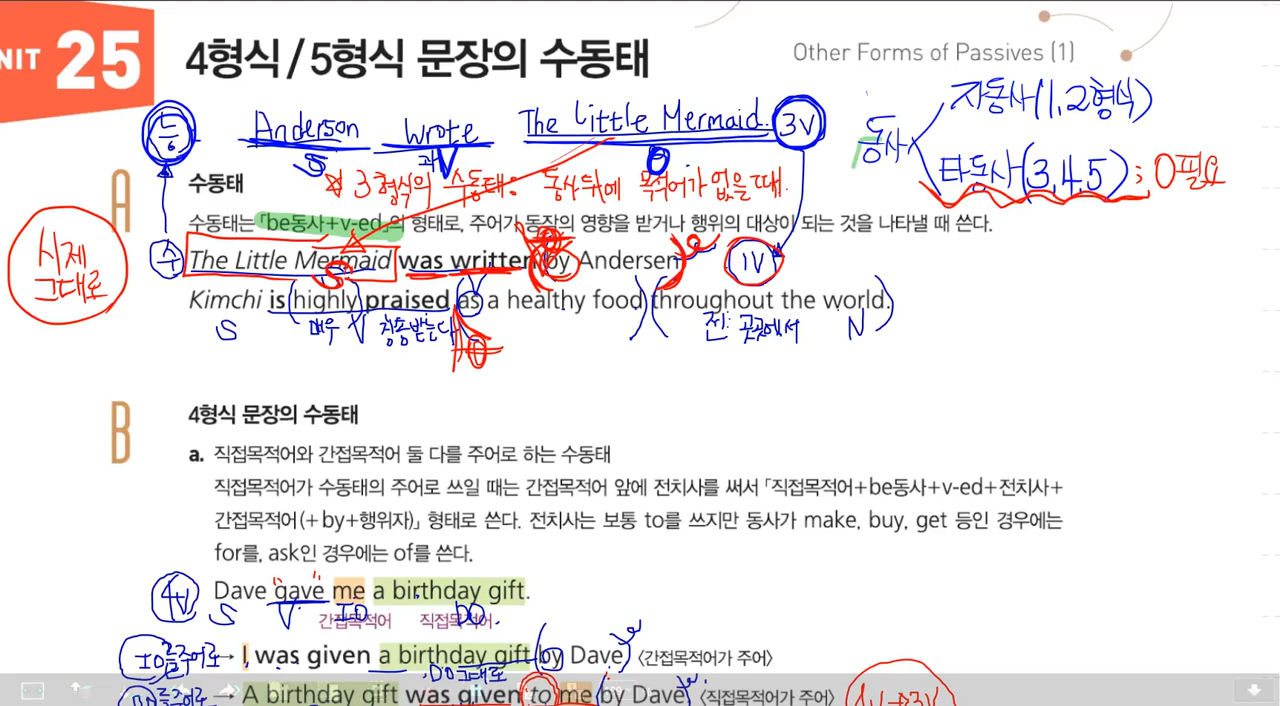 NIT 25 4형식 / 5형식 문장의 수동태 Other Forms of Passives (1)
능 Anderson wrote The Little Mermaid. 3V
S 과 V O
동사
자동사(1, 2형식)
타동사(3, 4, 5) : O필요
A 수동태
※ 3형식의 수동태: 동사 뒤에 목적어가 없을 때.
수동태는 「be동사+v-ed」의 형태로, 주어가 동작의 영향을 받거나 행위의 대상이 되는 것을 나타낼 때 쓴다.
시제
그대로
수 The Little Mermaid was written by Andersen 1V
S
Kimchi is highly praised as a healthy food (throughout the world.)
S 매우 V 칭송받는다 전: 곳곳에서 N
B 4형식 문장의 수동태
a. 직접목적어와 간접목적어 둘 다를 주어로 하는 수동태
직접목적어가 수동태의 주어로 쓰일 때는 간접목적어 앞에 전치사를 써서 「직접목적어+be동사+v-ed+전치사+
간접목적어(+by+행위자)」 형태로 쓴다. 전치사는 보통 to를 쓰지만 동사가 make, buy, get 등인 경우에는
for를, ask인 경우에는 of를 쓴다.
4V Dave "gave" me a birthday gift.
S V IO DO
간접목적어 직접목적어
IO를 주어로 → I was given a birthday gift (by Dave) 〈간접목적어가 주어〉
DO 그대로
DO를 주어로 → A birthday gift was given to me (by Dave) 〈직접목적어가 주어〉